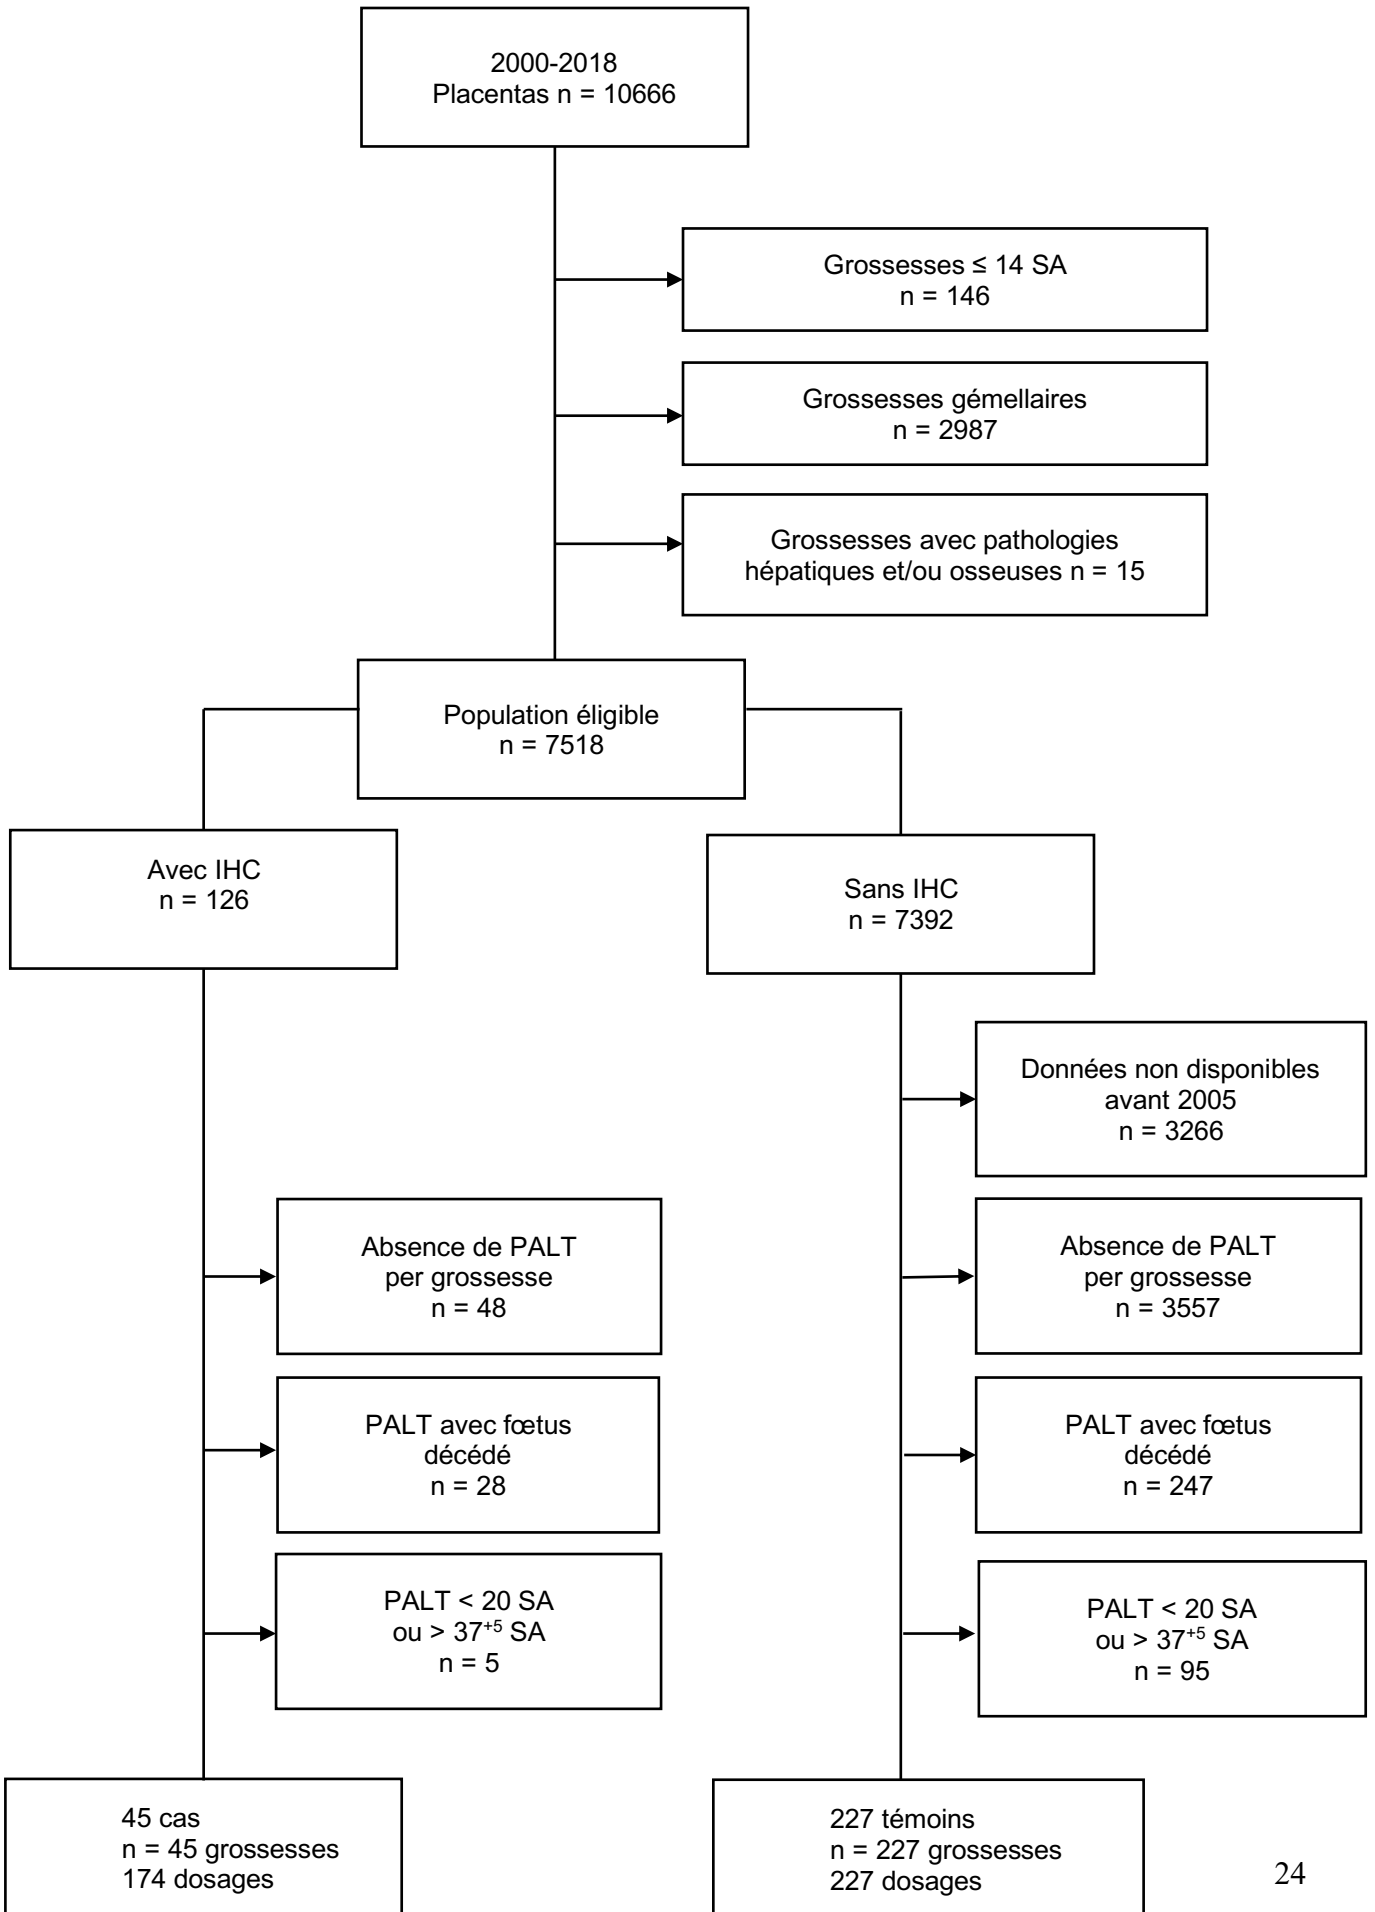 2000-2018
Placentas n = 10666
Grossesses ≤ 14 SA
n = 146
Grossesses gémellaires
n = 2987
Grossesses avec pathologies
hépatiques et/ou osseuses n = 15
Population éligible
n = 7518
Avec IHC
n = 126
Sans IHC
n = 7392
Données non disponibles
avant 2005
n = 3266
Absence de PALT
per grossesse
n = 48
Absence de PALT
per grossesse
n = 3557
PALT avec fœtus
décédé
n = 28
PALT avec fœtus
décédé
n = 247
PALT < 20 SA
ou > 37⁺⁵ SA
n = 5
PALT < 20 SA
ou > 37⁺⁵ SA
n = 95
45 cas
n = 45 grossesses
174 dosages
227 témoins
n = 227 grossesses
227 dosages
24